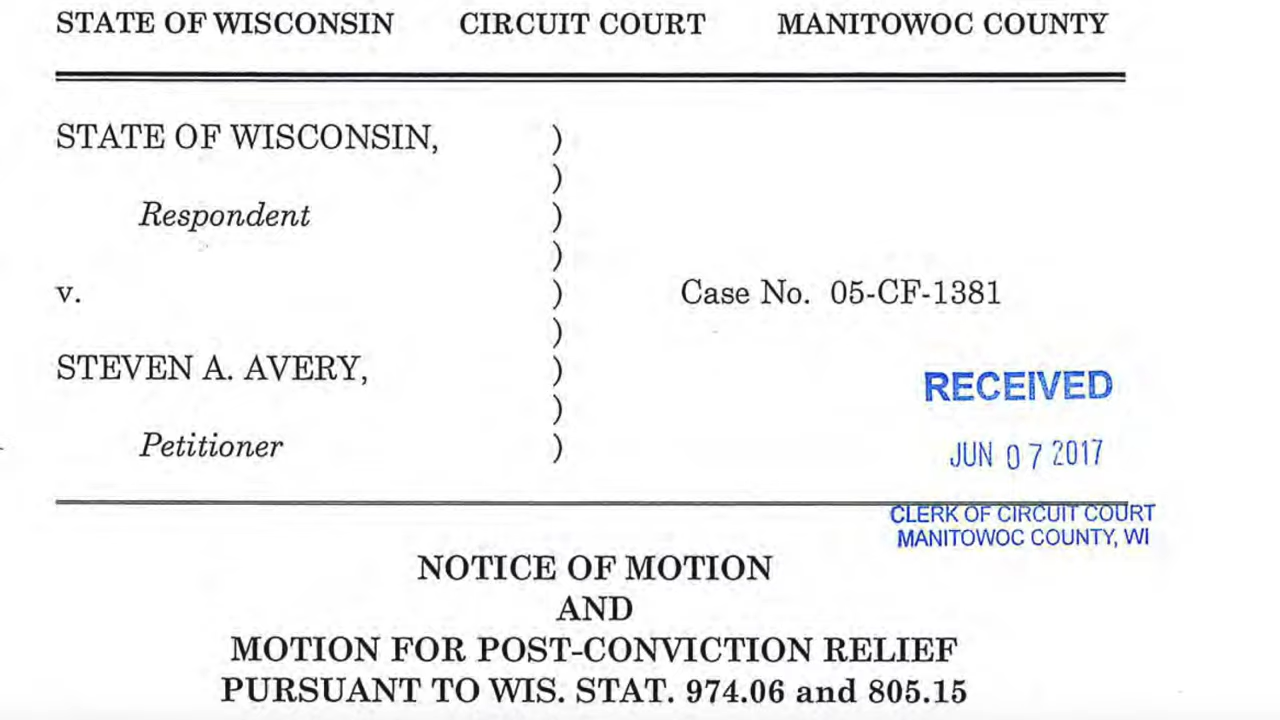 STATE OF WISCONSIN CIRCUIT COURT MANITOWOC COUNTY
STATE OF WISCONSIN, )
)
Respondent )
)
v. ) Case No. 05-CF-1381
)
STEVEN A. AVERY, )
RECEIVED
)
Petitioner )
JUN 07 2017
CLERK OF CIRCUIT COURT
MANITOWOC COUNTY, WI
NOTICE OF MOTION
AND
MOTION FOR POST-CONVICTION RELIEF
PURSUANT TO WIS. STAT. 974.06 and 805.15